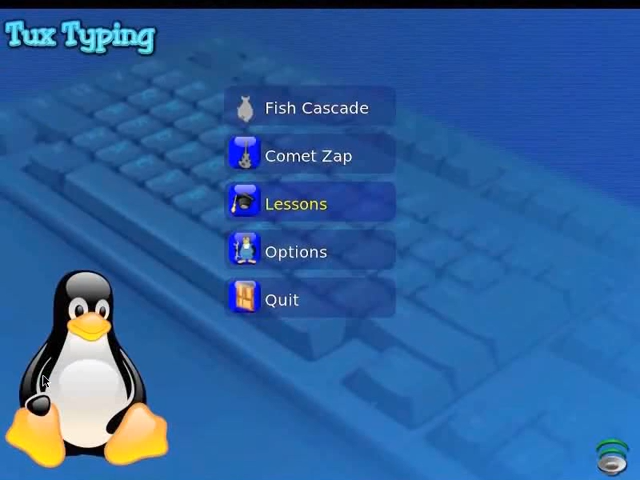 Tux Typing
Fish Cascade
Comet Zap
Lessons
Options
Quit